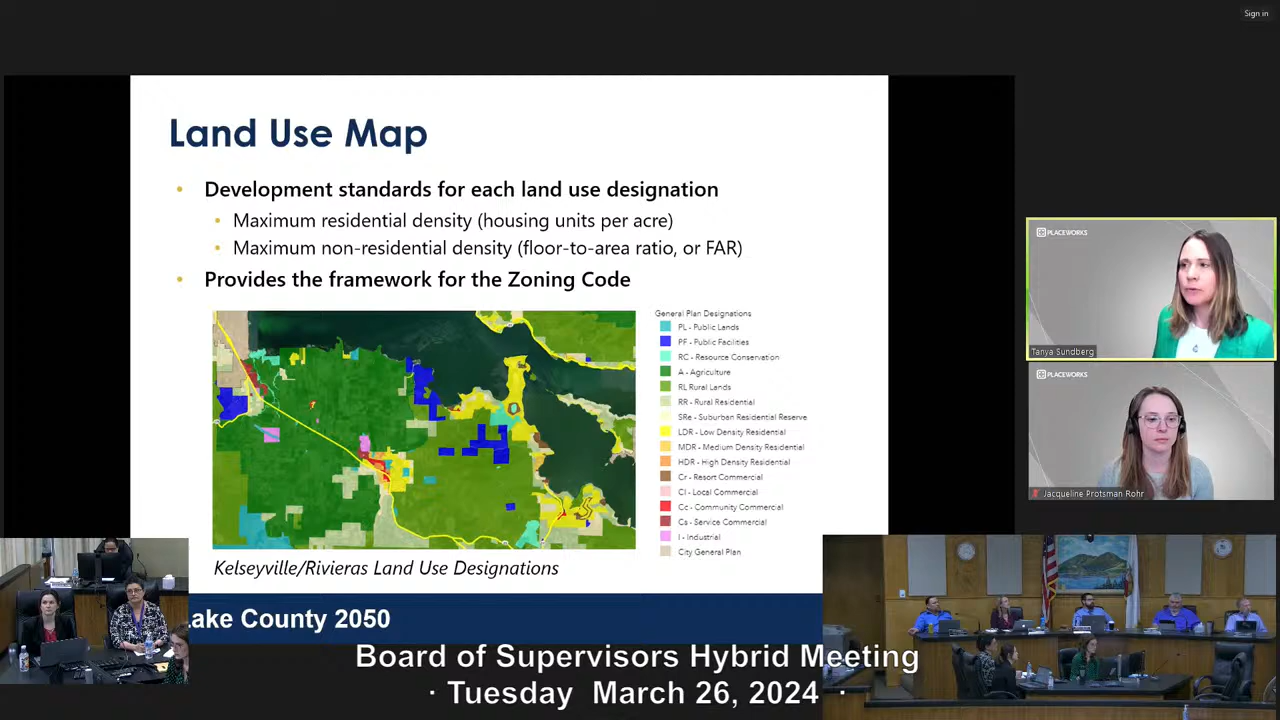 Sign in
Land Use Map
• Development standards for each land use designation
• Maximum residential density (housing units per acre)
• Maximum non-residential density (floor-to-area ratio, or FAR)
• Provides the framework for the Zoning Code
General Plan Designations
PL - Public Lands
PF - Public Facilities
RC - Resource Conservation
A - Agriculture
RL Rural Lands
RR - Rural Residential
SRe - Suburban Residential Reserve
LDR - Low Density Residential
MDR - Medium Density Residential
HDR - High Density Residential
Cr - Resort Commercial
Cl - Local Commercial
Cc - Community Commercial
Cs - Service Commercial
I - Industrial
City General Plan
Kelseyville/Rivieras Land Use Designations
ake County 2050
PLACEWORKS
Tanya Sundberg
PLACEWORKS
Jacqueline Protsman Rohr
Board of Supervisors Hybrid Meeting
· Tuesday March 26, 2024 ·